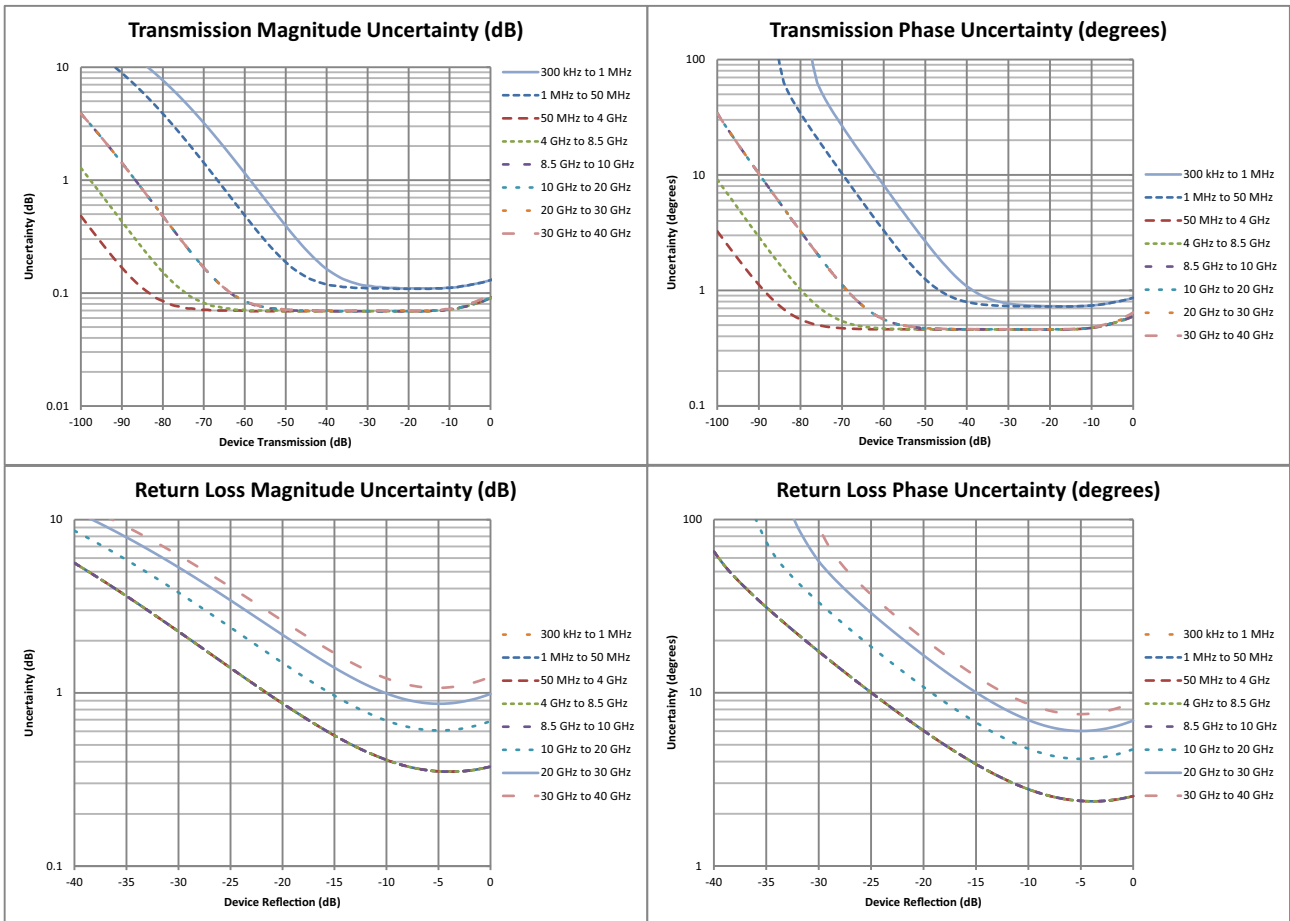 Transmission Magnitude Uncertainty (dB)
Uncertainty (dB)
10
1
0.1
0.01
-100 -90 -80 -70 -60 -50 -40 -30 -20 -10 0
Device Transmission (dB)
300 kHz to 1 MHz
1 MHz to 50 MHz
50 MHz to 4 GHz
4 GHz to 8.5 GHz
8.5 GHz to 10 GHz
10 GHz to 20 GHz
20 GHz to 30 GHz
30 GHz to 40 GHz
Transmission Phase Uncertainty (degrees)
Uncertainty (degrees)
100
10
1
0.1
-100 -90 -80 -70 -60 -50 -40 -30 -20 -10 0
Device Transmission (dB)
300 kHz to 1 MHz
1 MHz to 50 MHz
50 MHz to 4 GHz
4 GHz to 8.5 GHz
8.5 GHz to 10 GHz
10 GHz to 20 GHz
20 GHz to 30 GHz
30 GHz to 40 GHz
Return Loss Magnitude Uncertainty (dB)
Uncertainty (dB)
10
1
0.1
-40 -35 -30 -25 -20 -15 -10 -5 0
Device Reflection (dB)
300 kHz to 1 MHz
1 MHz to 50 MHz
50 MHz to 4 GHz
4 GHz to 8.5 GHz
8.5 GHz to 10 GHz
10 GHz to 20 GHz
20 GHz to 30 GHz
30 GHz to 40 GHz
Return Loss Phase Uncertainty (degrees)
Uncertainty (degrees)
100
10
1
-40 -35 -30 -25 -20 -15 -10 -5 0
Device Reflection (dB)
300 kHz to 1 MHz
1 MHz to 50 MHz
50 MHz to 4 GHz
4 GHz to 8.5 GHz
8.5 GHz to 10 GHz
10 GHz to 20 GHz
20 GHz to 30 GHz
30 GHz to 40 GHz